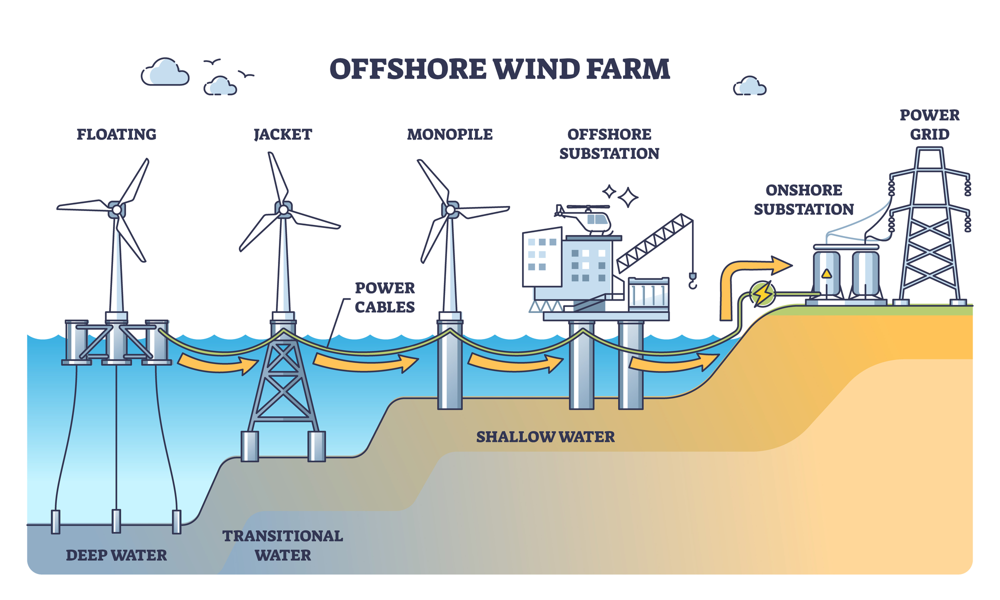 OFFSHORE WIND FARM
FLOATING
JACKET
MONOPILE
OFFSHORE
SUBSTATION
POWER
GRID
ONSHORE
SUBSTATION
POWER
CABLES
SHALLOW WATER
TRANSITIONAL
WATER
DEEP WATER